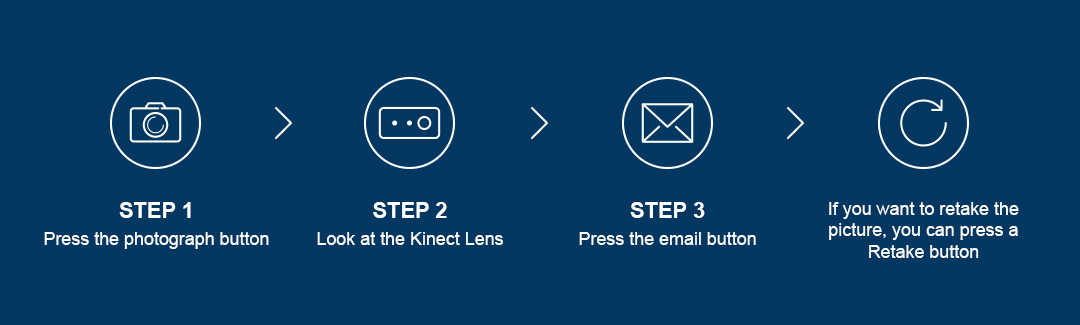 STEP 1
Press the photograph button
STEP 2
Look at the Kinect Lens
STEP 3
Press the email button
If you want to retake the
picture, you can press a
Retake button